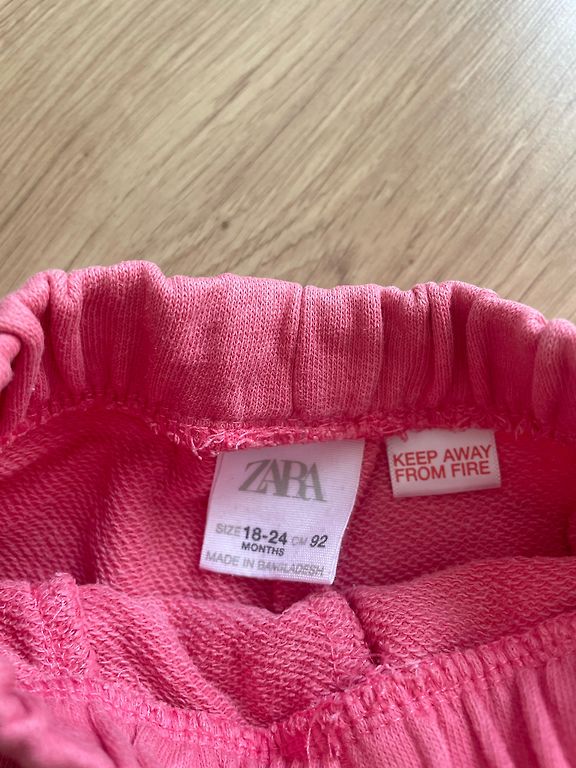 ZARA
SIZE 18-24 CM 92
MONTHS
MADE IN BANGLADESH
KEEP AWAY
FROM FIRE